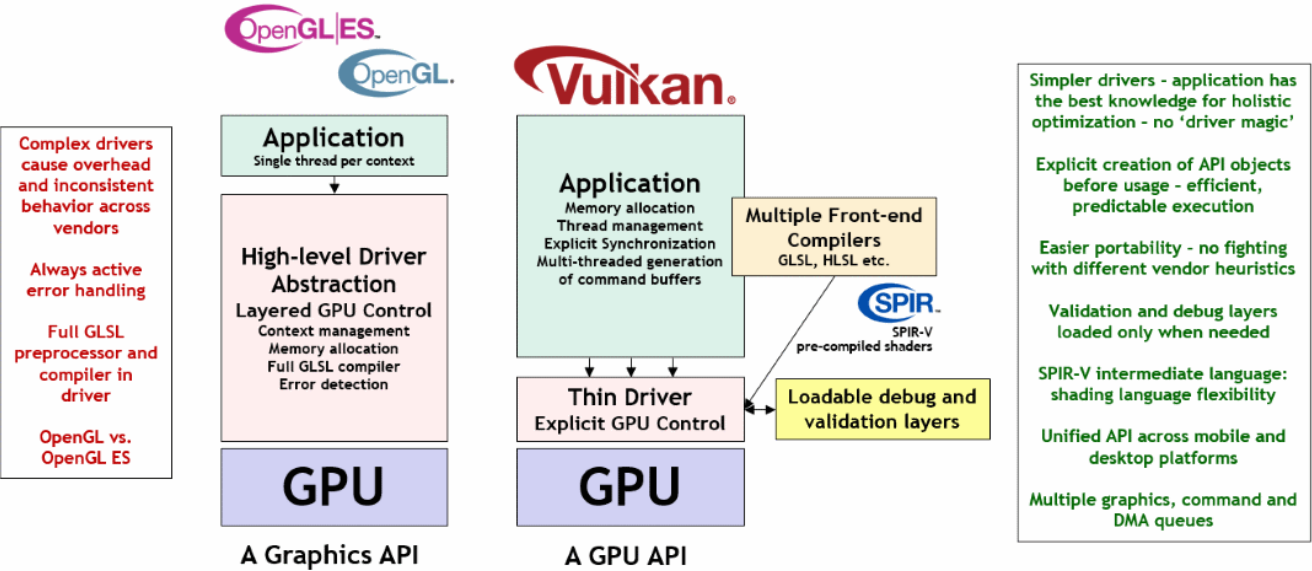 OpenGL|ES™
OpenGL®
Vulkan®
Complex drivers
cause overhead
and inconsistent
behavior across
vendors
Always active
error handling
Full GLSL
preprocessor and
compiler in
driver
OpenGL vs.
OpenGL ES
Application
Single thread per context
High-level Driver
Abstraction
Layered GPU Control
Context management
Memory allocation
Full GLSL compiler
Error detection
GPU
A Graphics API
Application
Memory allocation
Thread management
Explicit Synchronization
Multi-threaded generation
of command buffers
Multiple Front-end
Compilers
GLSL, HLSL etc.
SPIR™
SPIR-V
pre-compiled shaders
Thin Driver
Explicit GPU Control
Loadable debug and
validation layers
GPU
A GPU API
Simpler drivers - application has
the best knowledge for holistic
optimization - no ‘driver magic’
Explicit creation of API objects
before usage - efficient,
predictable execution
Easier portability - no fighting
with different vendor heuristics
Validation and debug layers
loaded only when needed
SPIR-V intermediate language:
shading language flexibility
Unified API across mobile and
desktop platforms
Multiple graphics, command and
DMA queues